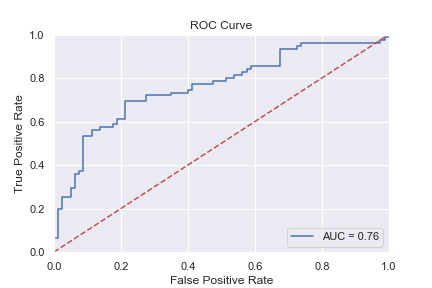 ROC Curve
True Positive Rate
1.0
0.8
0.6
0.4
0.2
0.0
AUC = 0.76
0.0 0.2 0.4 0.6 0.8 1.0
False Positive Rate